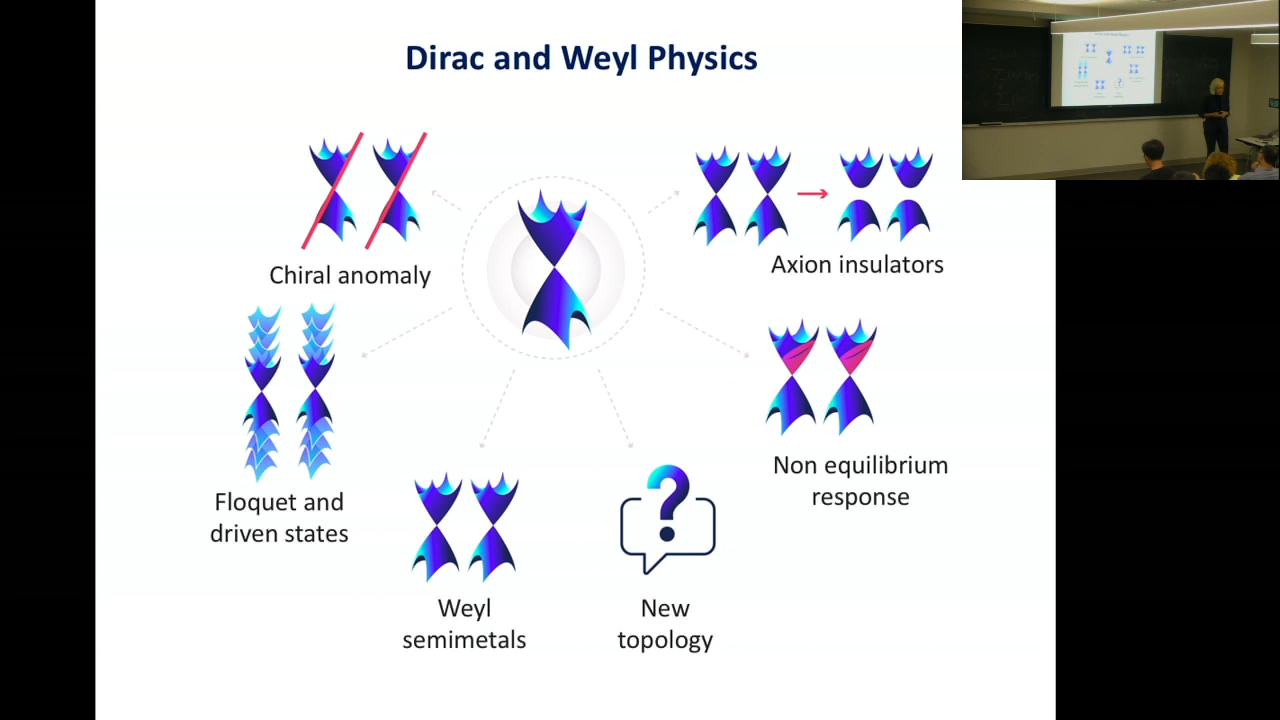 Dirac and Weyl Physics
Chiral anomaly
Axion insulators
Floquet and
driven states
Weyl
semimetals
?
New
topology
Non equilibrium
response